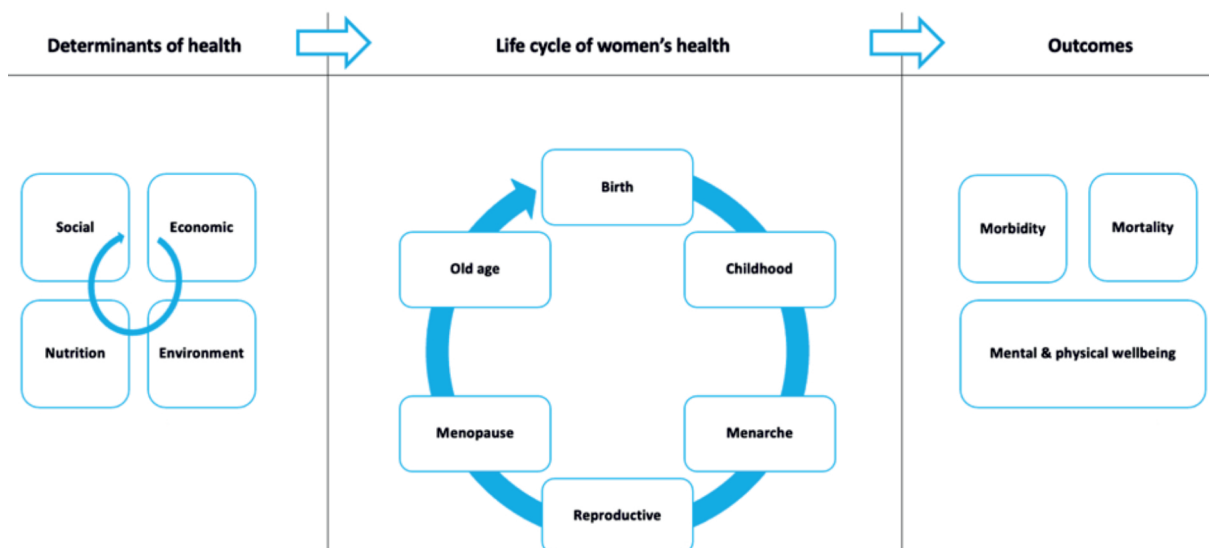 Determinants of health
Life cycle of women’s health
Outcomes
Social
Economic
Nutrition
Environment
Birth
Childhood
Menarche
Reproductive
Menopause
Old age
Morbidity
Mortality
Mental & physical wellbeing